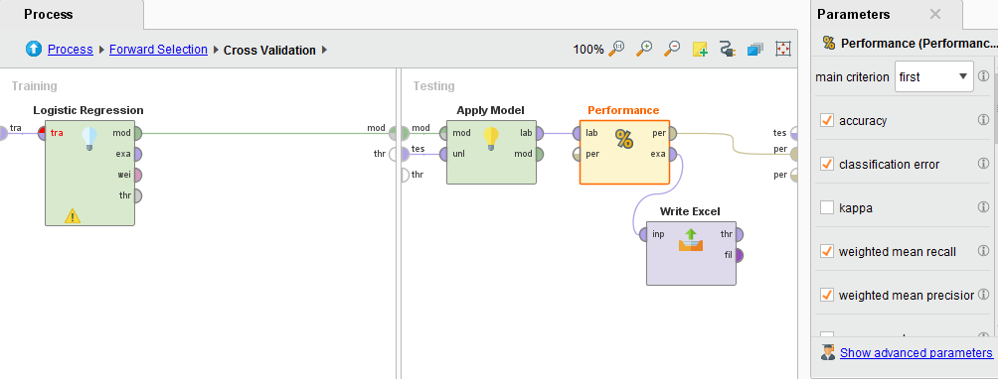 Process
Parameters
Process Forward Selection Cross Validation
100%
Performance (Performanc...
main criterion first
Training
Testing
Logistic Regression
Apply Model
Performance
tra
tra
mod
exa
wei
thr
mod
thr
mod
tes
thr
mod
unl
lab
mod
lab
per
per
exa
tes
per
per
Write Excel
inp
thr
fil
accuracy
classification error
kappa
weighted mean recall
weighted mean precision
Show advanced parameters